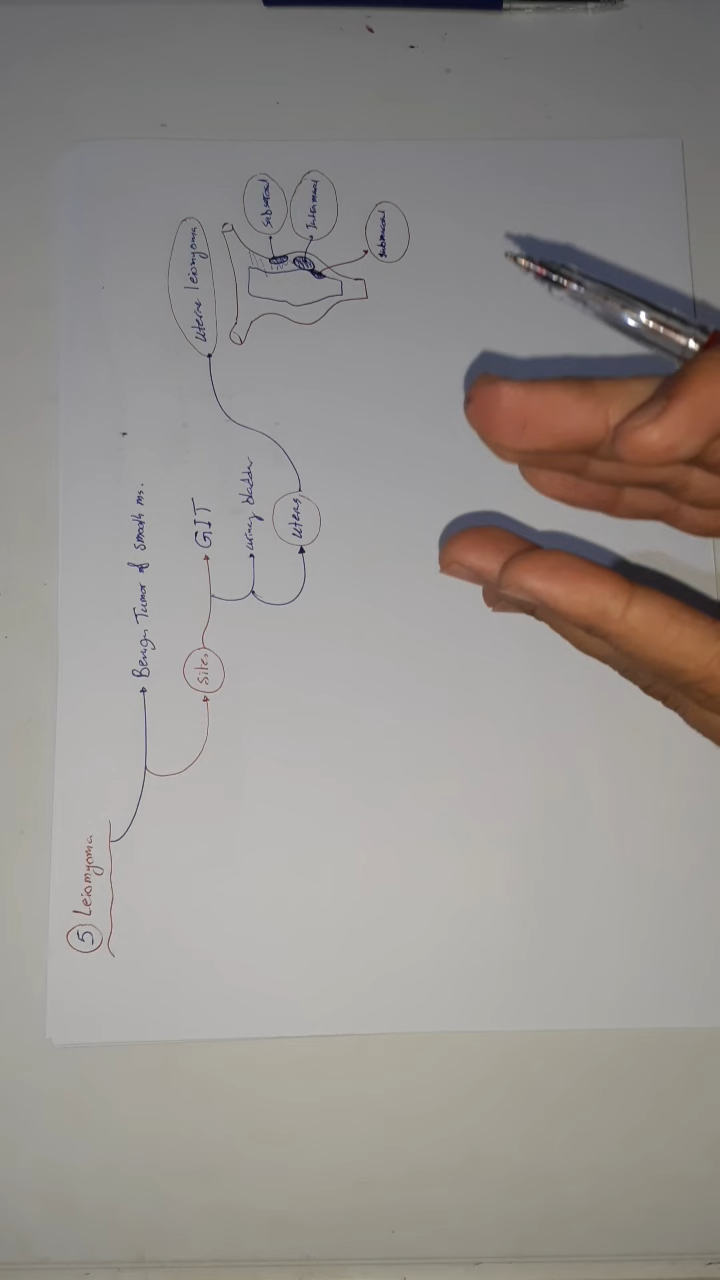 5 Leiomyoma
Benign Tumor of smooth ms.
Sites
GIT
urinary bladder
Uterus
Uterine leiomyoma
Subserosal
Intramural
Submucosal